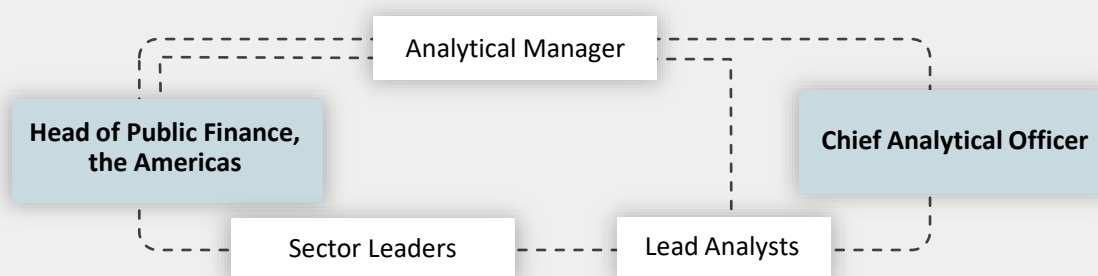 Analytical Manager
Head of Public Finance,
the Americas
Chief Analytical Officer
Sector Leaders
Lead Analysts